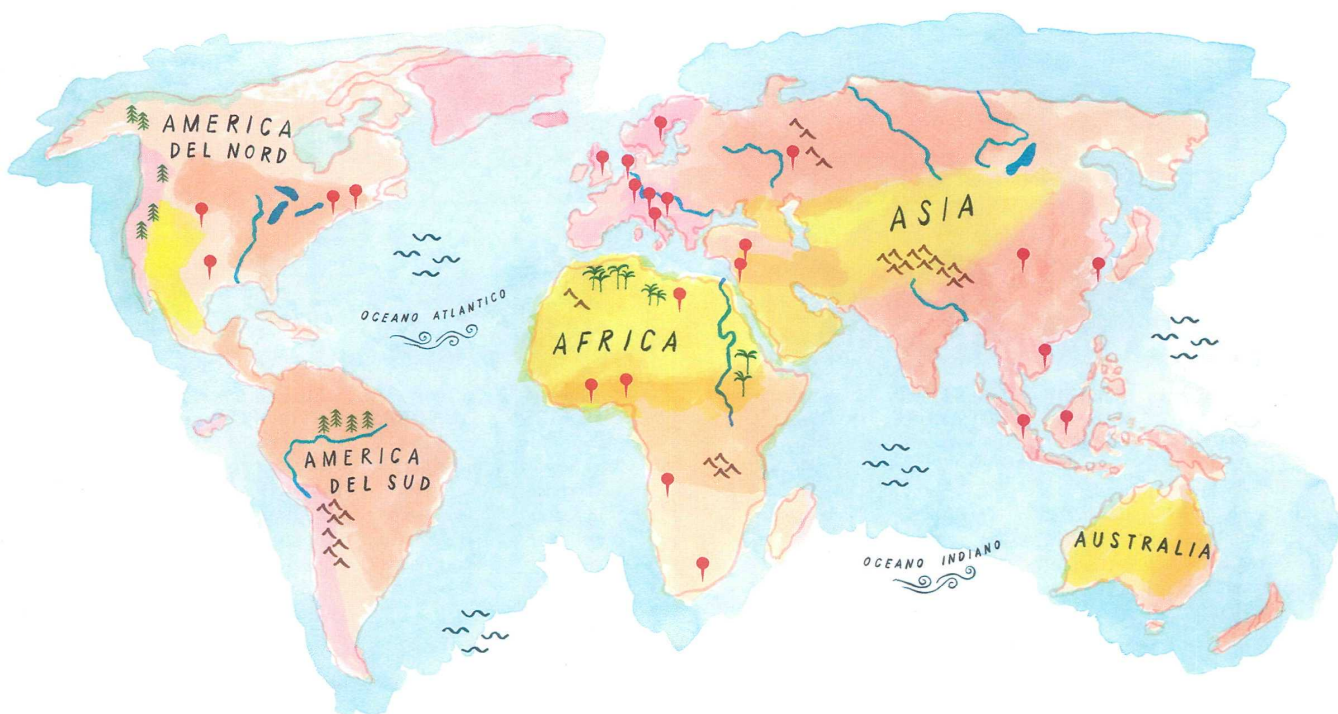 AMERICA
DEL NORD
ASIA
OCEANO ATLANTICO
AFRICA
AMERICA
DEL SUD
OCEANO INDIANO
AUSTRALIA